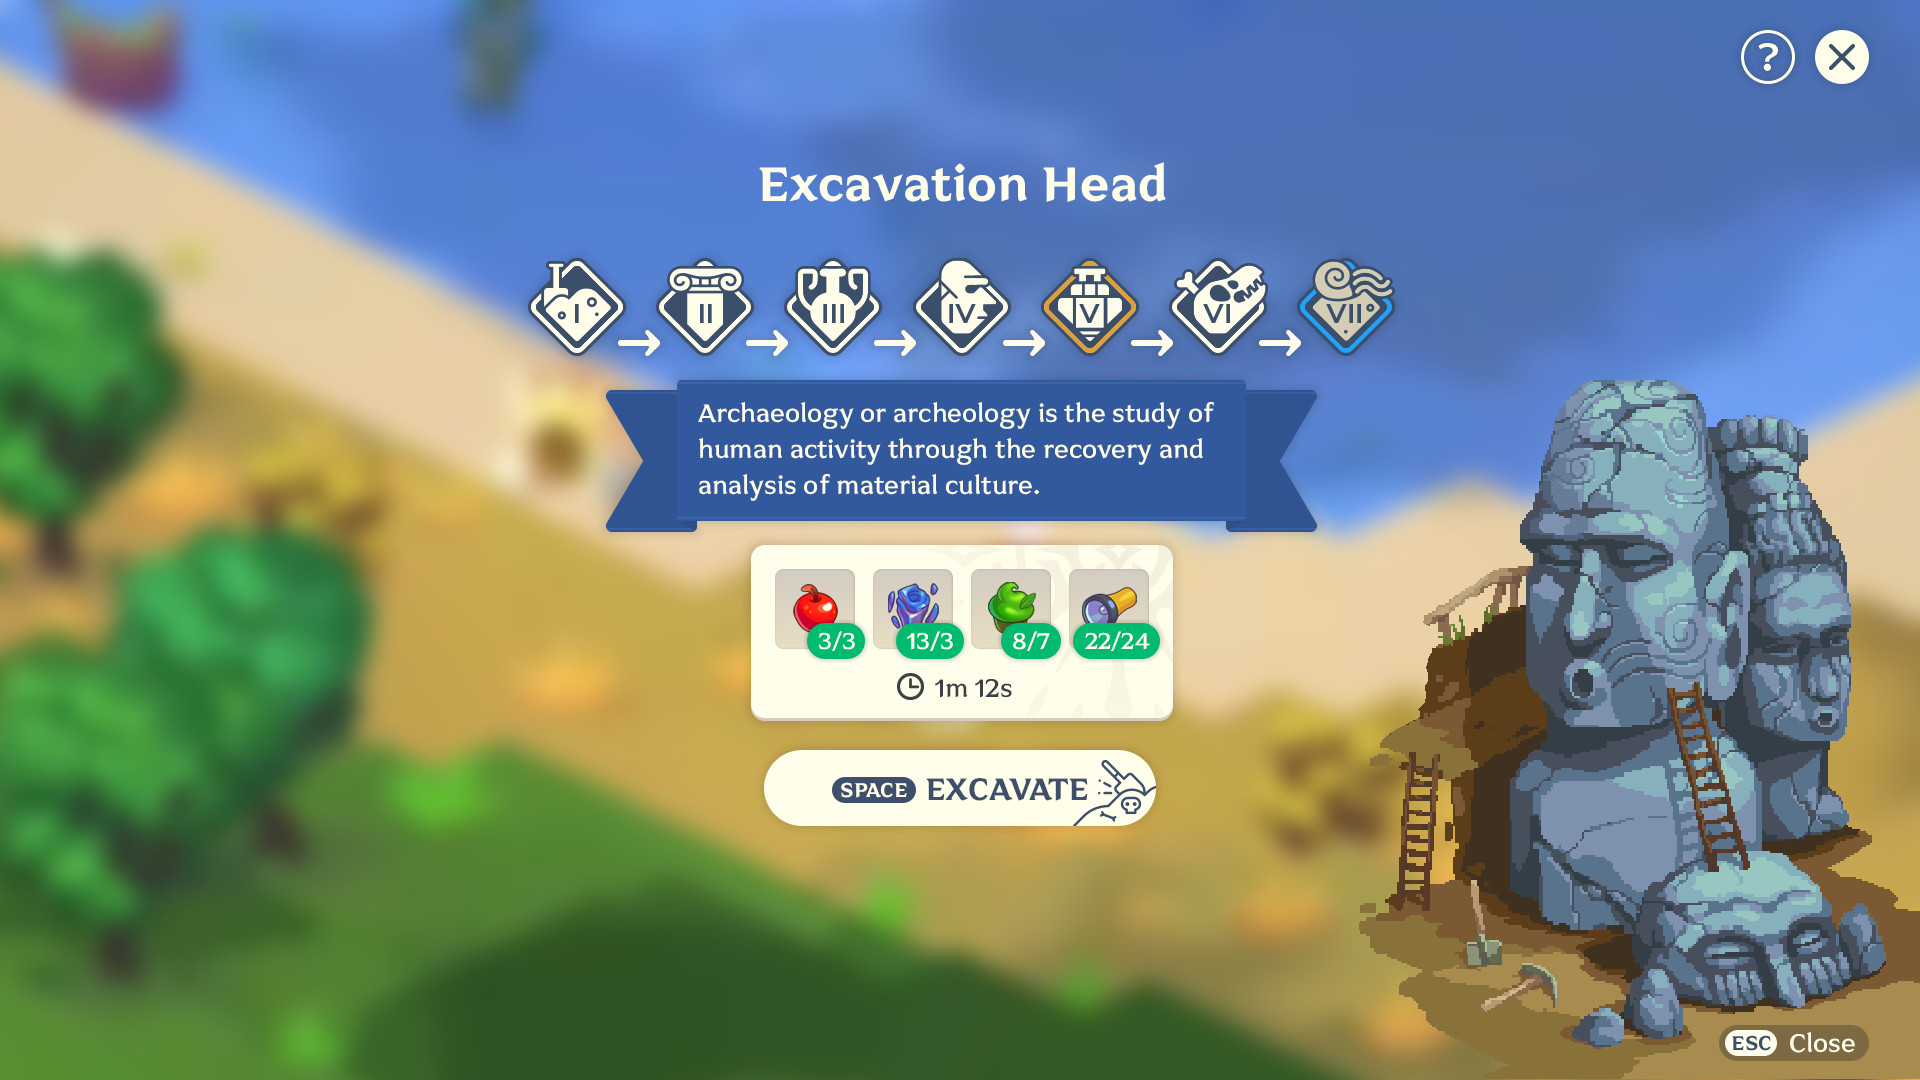 ?
Excavation Head
I II III IV V VI VII
Archaeology or archeology is the study of
human activity through the recovery and
analysis of material culture.
3/3 13/3 8/7 22/24
1m 12s
SPACE EXCAVATE
ESC Close